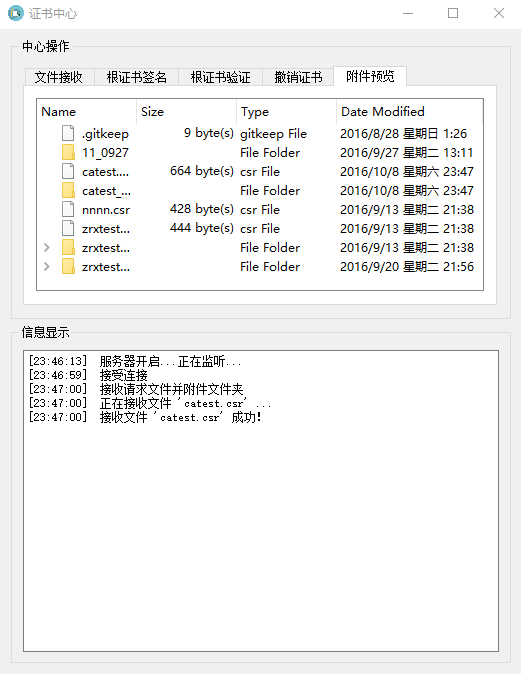 证书中心
中心操作
文件接收 根证书签名 根证书验证 撤销证书 附件预览
Name Size Type Date Modified
.gitkeep 9 byte(s) gitkeep File 2016/8/28 星期日 1:26
11_0927 File Folder 2016/9/27 星期二 13:11
catest.... 664 byte(s) csr File 2016/10/8 星期六 23:47
catest_... File Folder 2016/10/8 星期六 23:47
nnnn.csr 428 byte(s) csr File 2016/9/13 星期二 21:38
zrxtest... 444 byte(s) csr File 2016/9/13 星期二 21:38
zrxtest... File Folder 2016/9/13 星期二 21:38
zrxtest... File Folder 2016/9/20 星期二 21:56
信息显示
[23:46:13] 服务器开启...正在监听...
[23:46:59] 接受连接
[23:47:00] 接收请求文件并附件文件夹
[23:47:00] 正在接收文件 'catest.csr' ...
[23:47:00] 接收文件 'catest.csr' 成功!